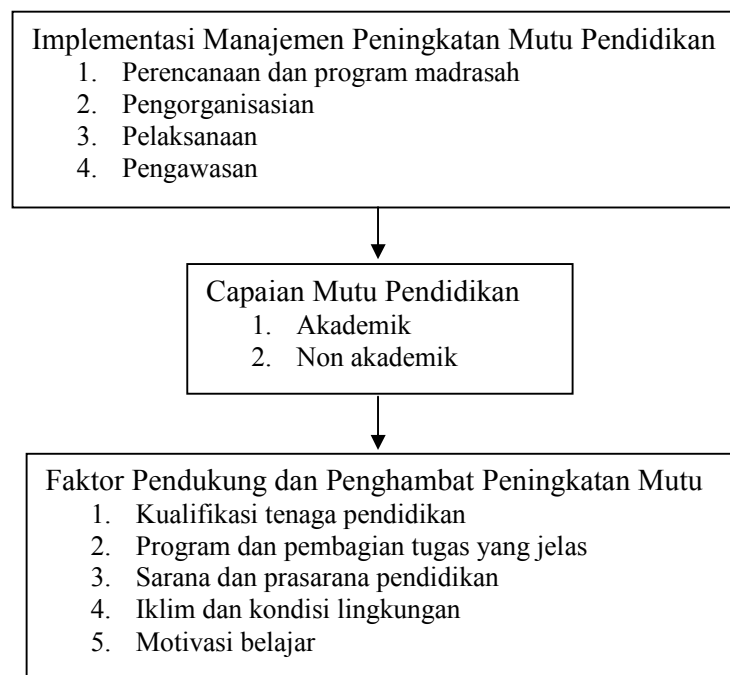 Implementasi Manajemen Peningkatan Mutu Pendidikan
1. Perencanaan dan program madrasah
2. Pengorganisasian
3. Pelaksanaan
4. Pengawasan
Capaian Mutu Pendidikan
1. Akademik
2. Non akademik
Faktor Pendukung dan Penghambat Peningkatan Mutu
1. Kualifikasi tenaga pendidikan
2. Program dan pembagian tugas yang jelas
3. Sarana dan prasarana pendidikan
4. Iklim dan kondisi lingkungan
5. Motivasi belajar